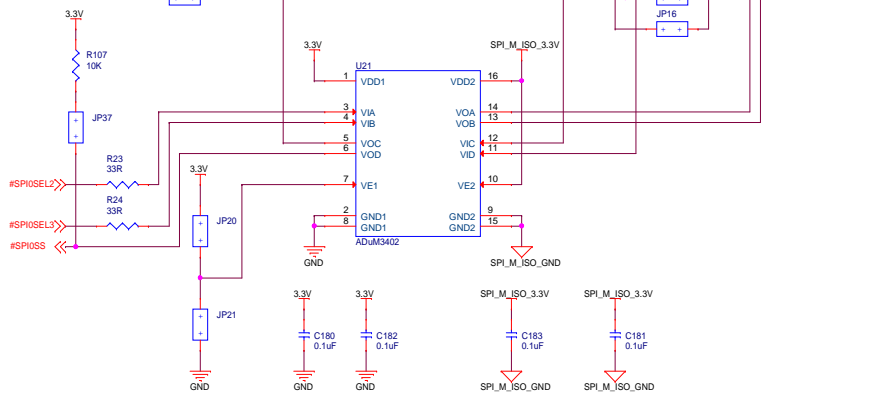 3.3V
JP16
R107
10K
3.3V
SPI_M_ISO_3.3V
U21
1
VDD1
VDD2
16
JP37
3
VIA
VOA
14
4
VIB
VOB
13
5
VOC
VIC
12
6
VOD
VID
11
R23
33R
3.3V
#SPI0SEL2
7
VE1
VE2
10
R24
33R
#SPI0SEL3
JP20
2
GND1
GND2
9
8
GND1
GND2
15
#SPI0SS
ADuM3402
GND
SPI_M_ISO_GND
3.3V
3.3V
SPI_M_ISO_3.3V
SPI_M_ISO_3.3V
JP21
C180
0.1uF
C182
0.1uF
C183
0.1uF
C181
0.1uF
GND
GND
GND
SPI_M_ISO_GND
SPI_M_ISO_GND